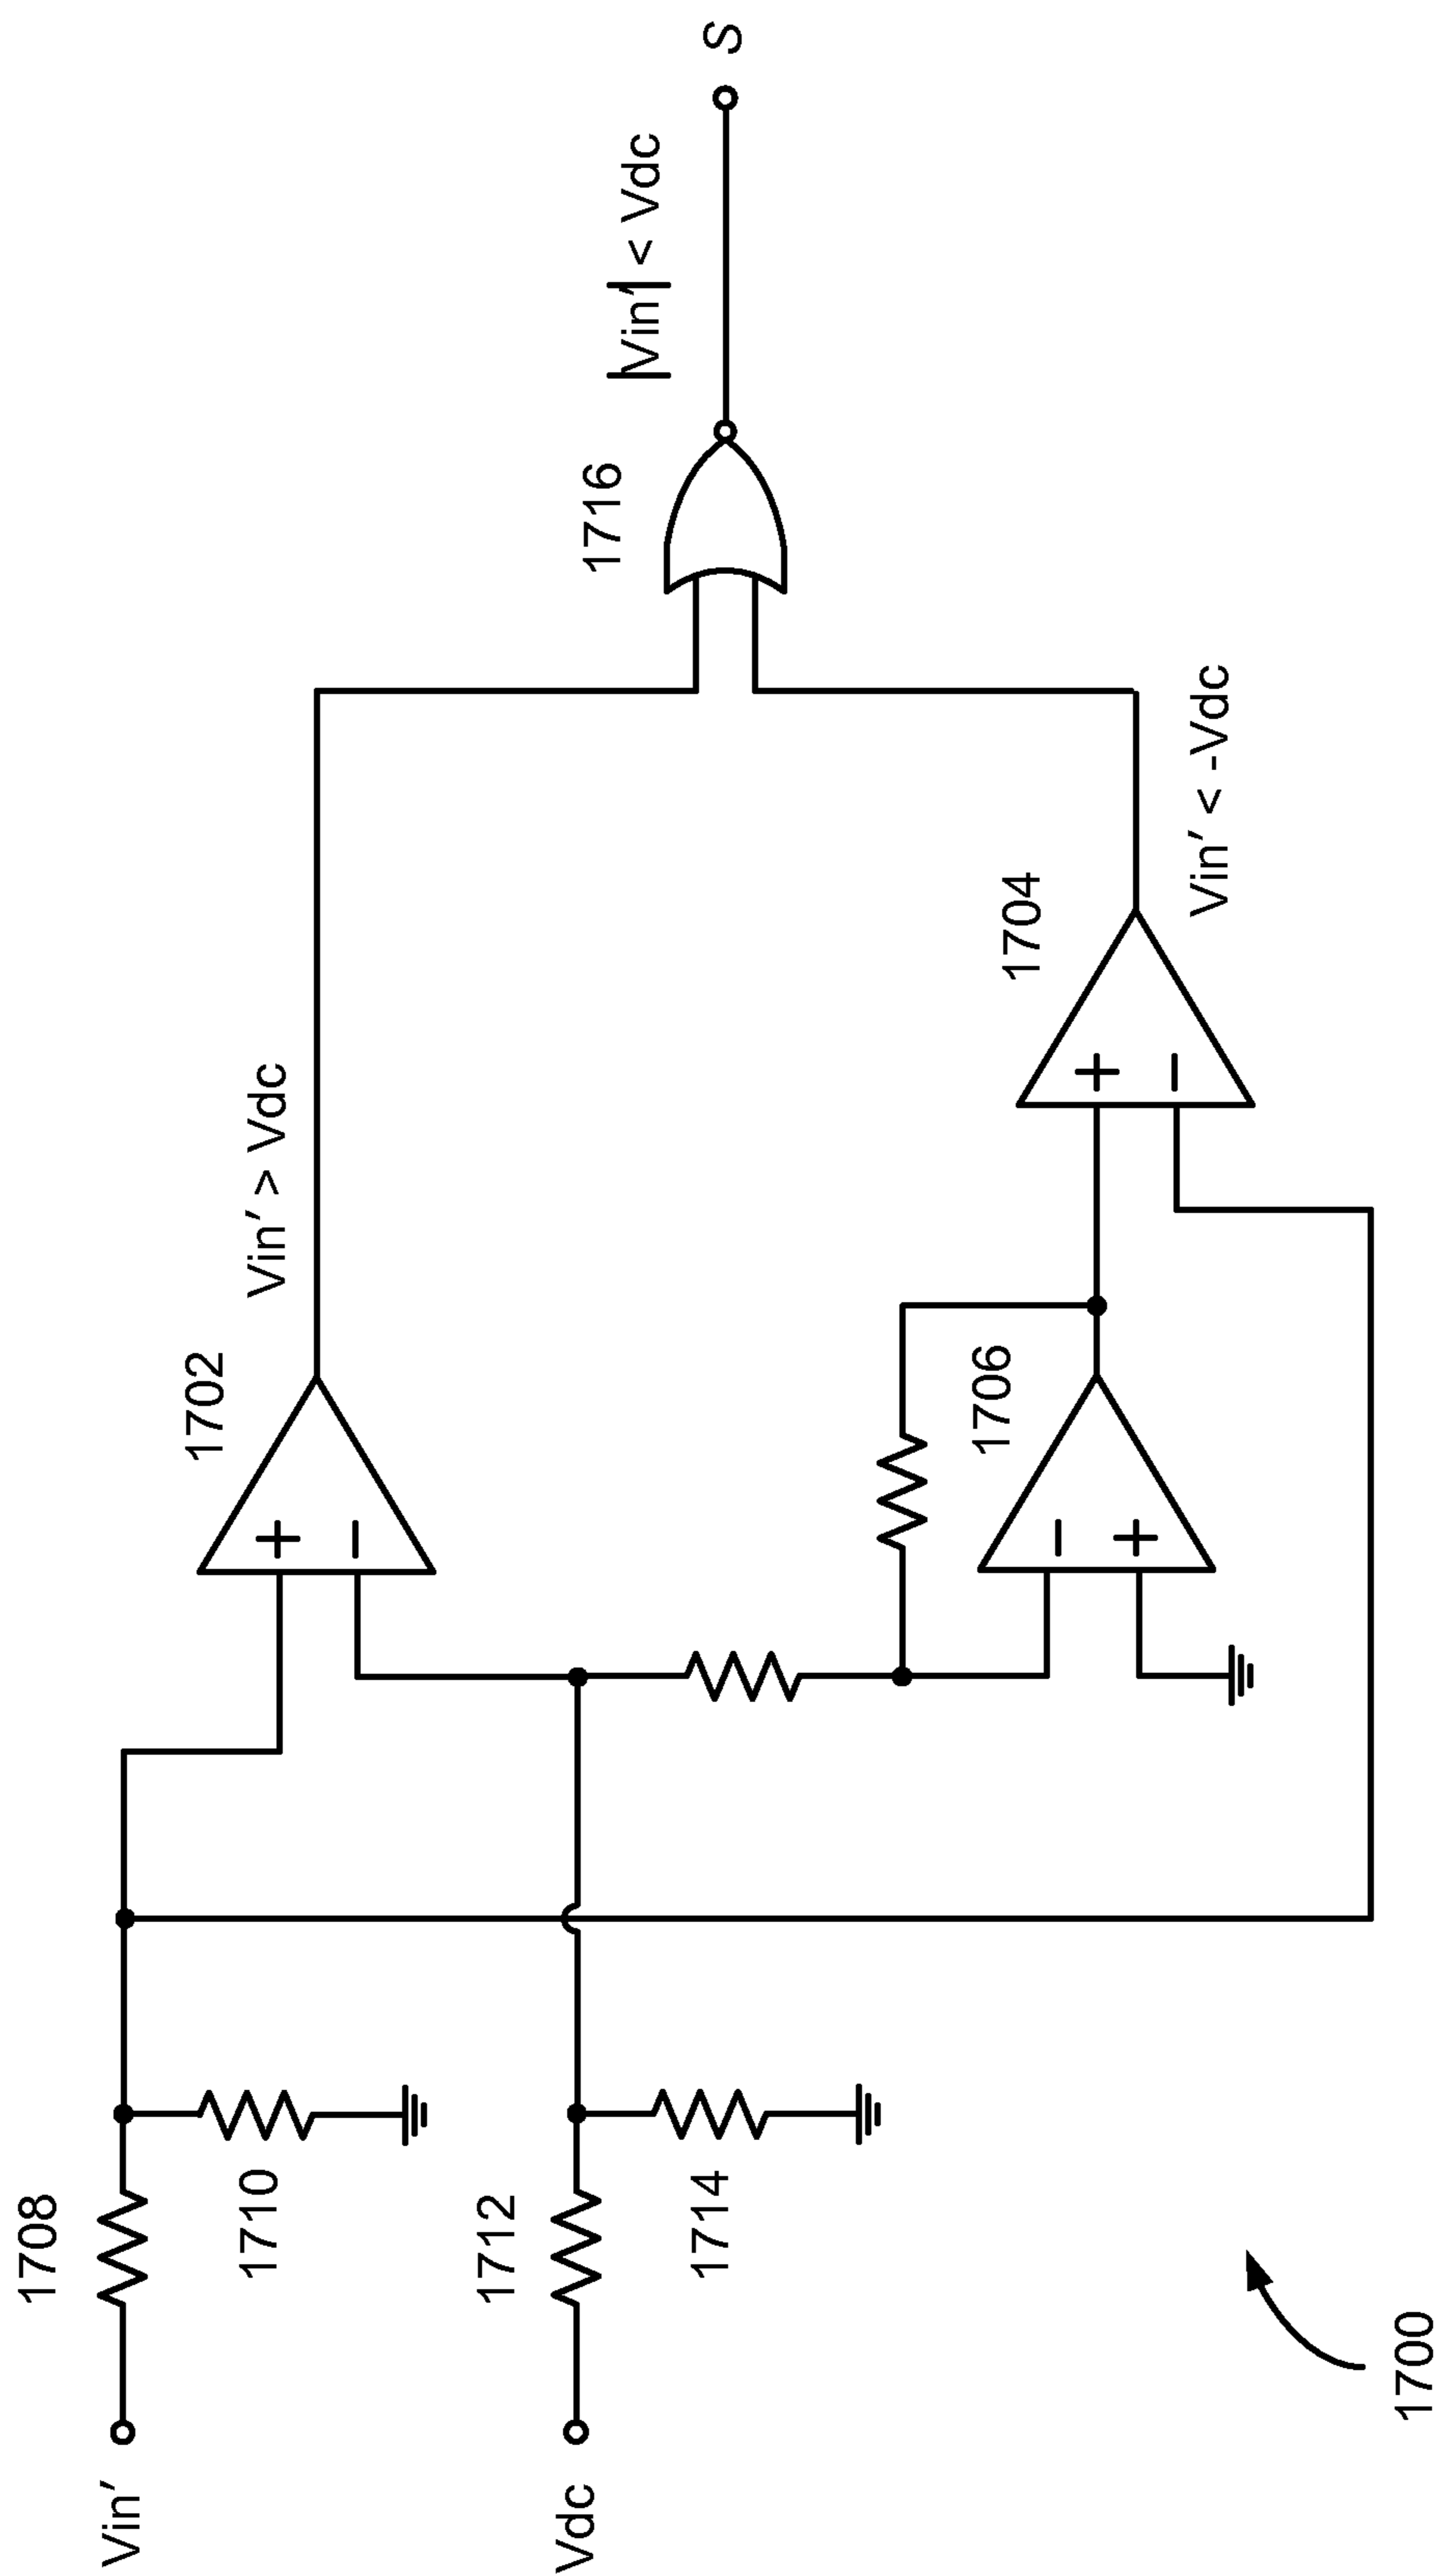 Vin′
1708
1710
Vdc
1712
1714
1702
+
−
Vin′ > Vdc
1706
−
+
1704
+
−
Vin′ < -Vdc
1716
|Vin′| < Vdc
S
1700